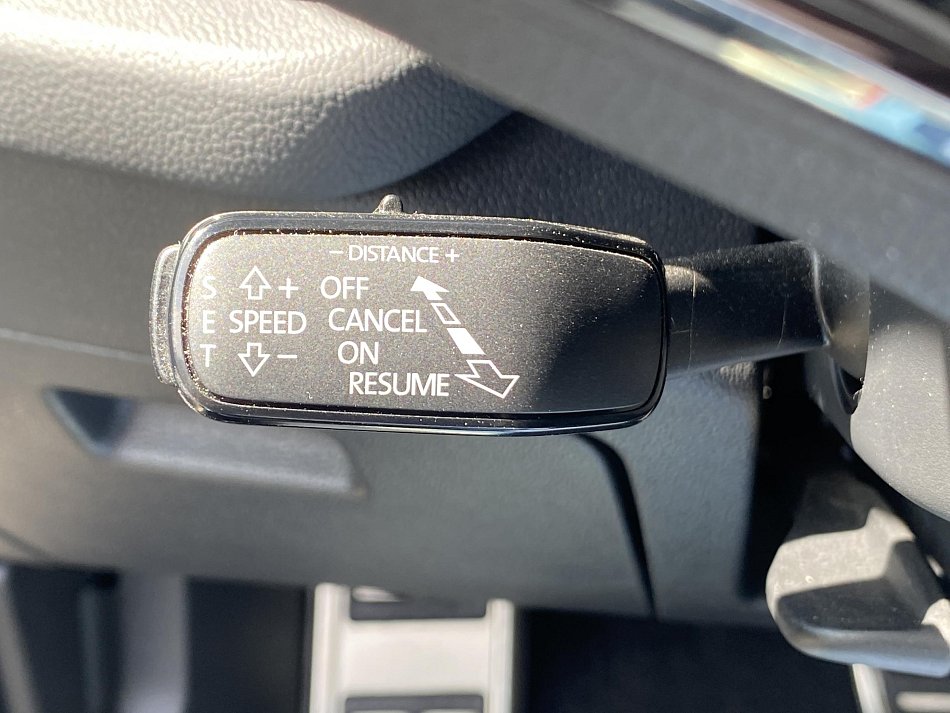 − DISTANCE +
S + OFF
E SPEED CANCEL
T − ON
RESUME